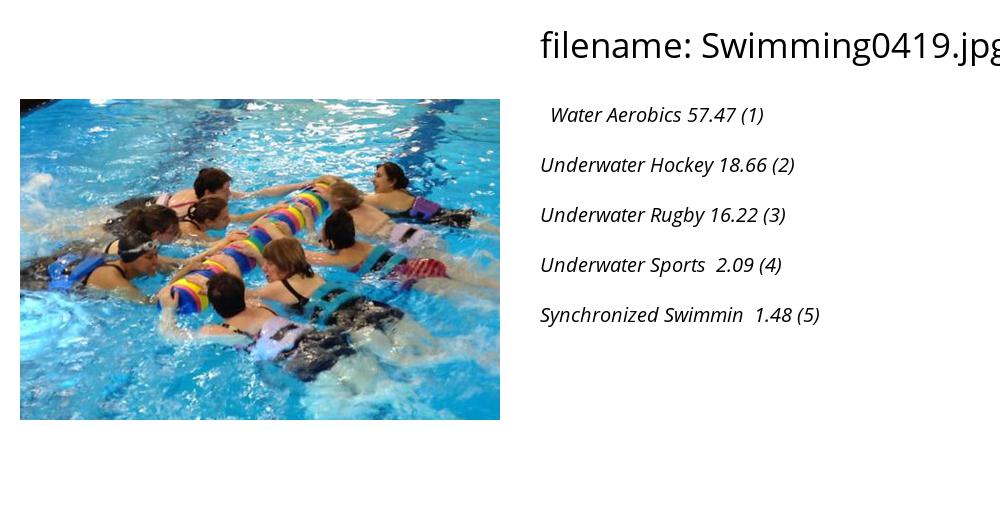 filename: Swimming0419.jpg
Water Aerobics 57.47 (1)
Underwater Hockey 18.66 (2)
Underwater Rugby 16.22 (3)
Underwater Sports 2.09 (4)
Synchronized Swimmin 1.48 (5)